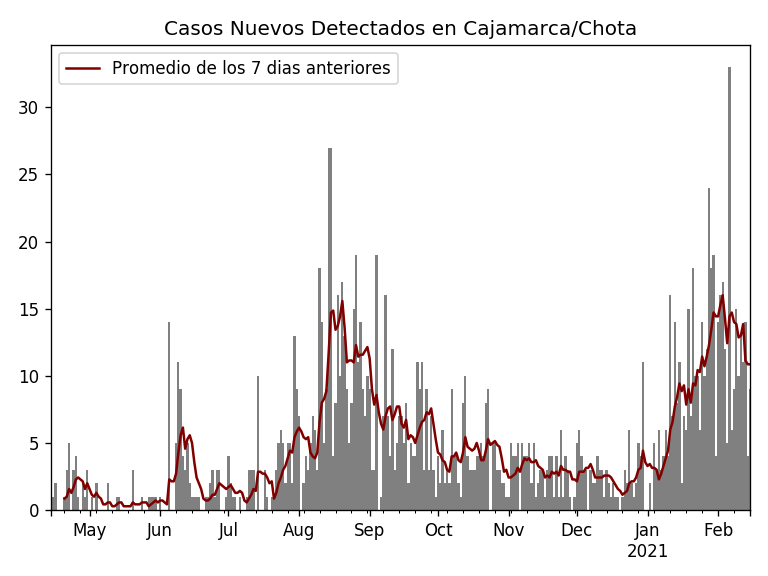 Casos Nuevos Detectados en Cajamarca/Chota
Promedio de los 7 dias anteriores
30
25
20
15
10
5
0
May Jun Jul Aug Sep Oct Nov Dec Jan Feb
2021